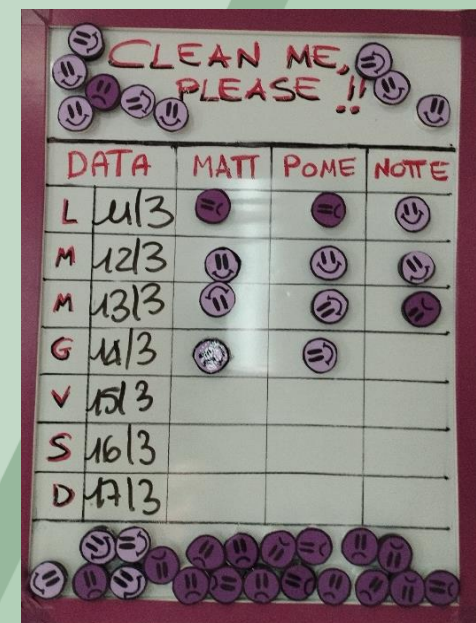 CLEAN ME,
PLEASE !!
DATA MATT POME NOTTE
L 11/3
M 12/3
M 13/3
G 14/3
V 15/3
S 16/3
D 17/3